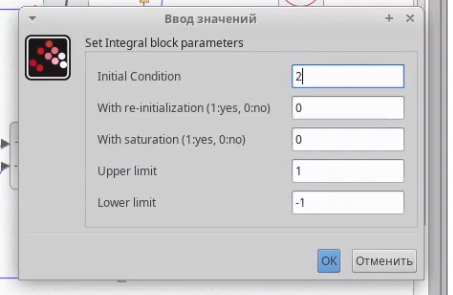 Ввод значений
Set Integral block parameters
Initial Condition 2
With re-initialization (1:yes, 0:no) 0
With saturation (1:yes, 0:no) 0
Upper limit 1
Lower limit -1
OK Отменить